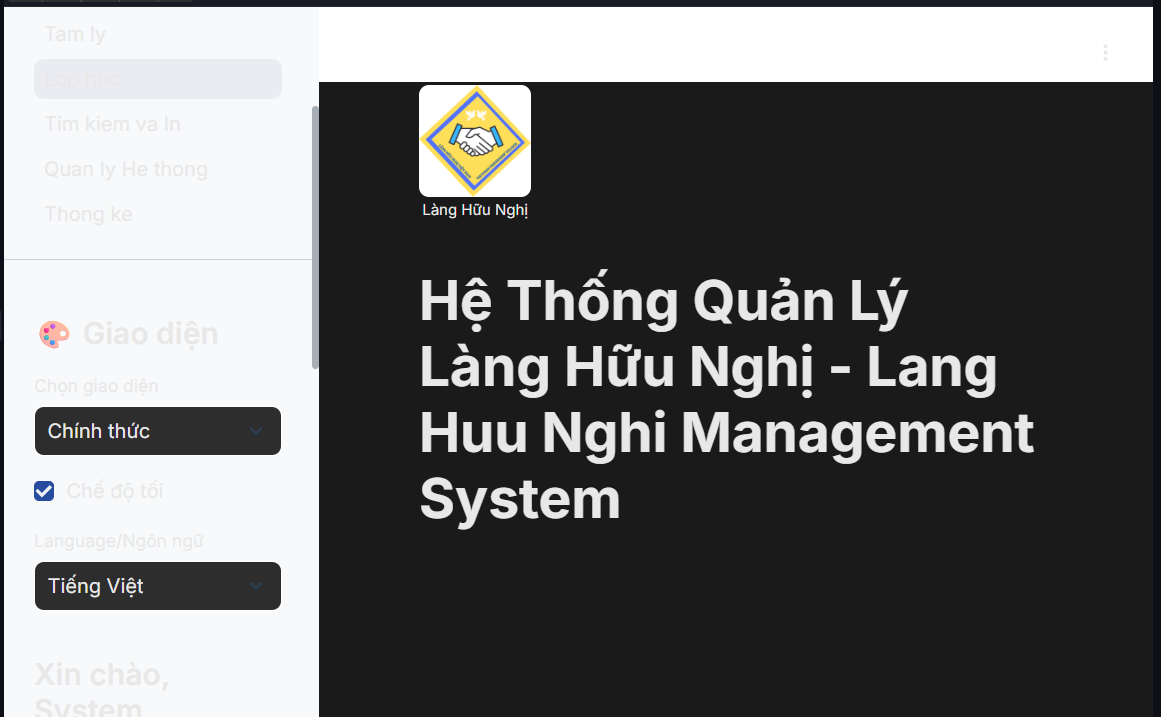 Tam ly
Lop hoc
Tim kiem va In
Quan ly He thong
Thong ke
Giao diện
Chọn giao diện
Chính thức
Chế độ tối
Language/Ngôn ngữ
Tiếng Việt
Xin chào,
System
Làng Hữu Nghị
Hệ Thống Quản Lý
Làng Hữu Nghị - Lang
Huu Nghi Management
System